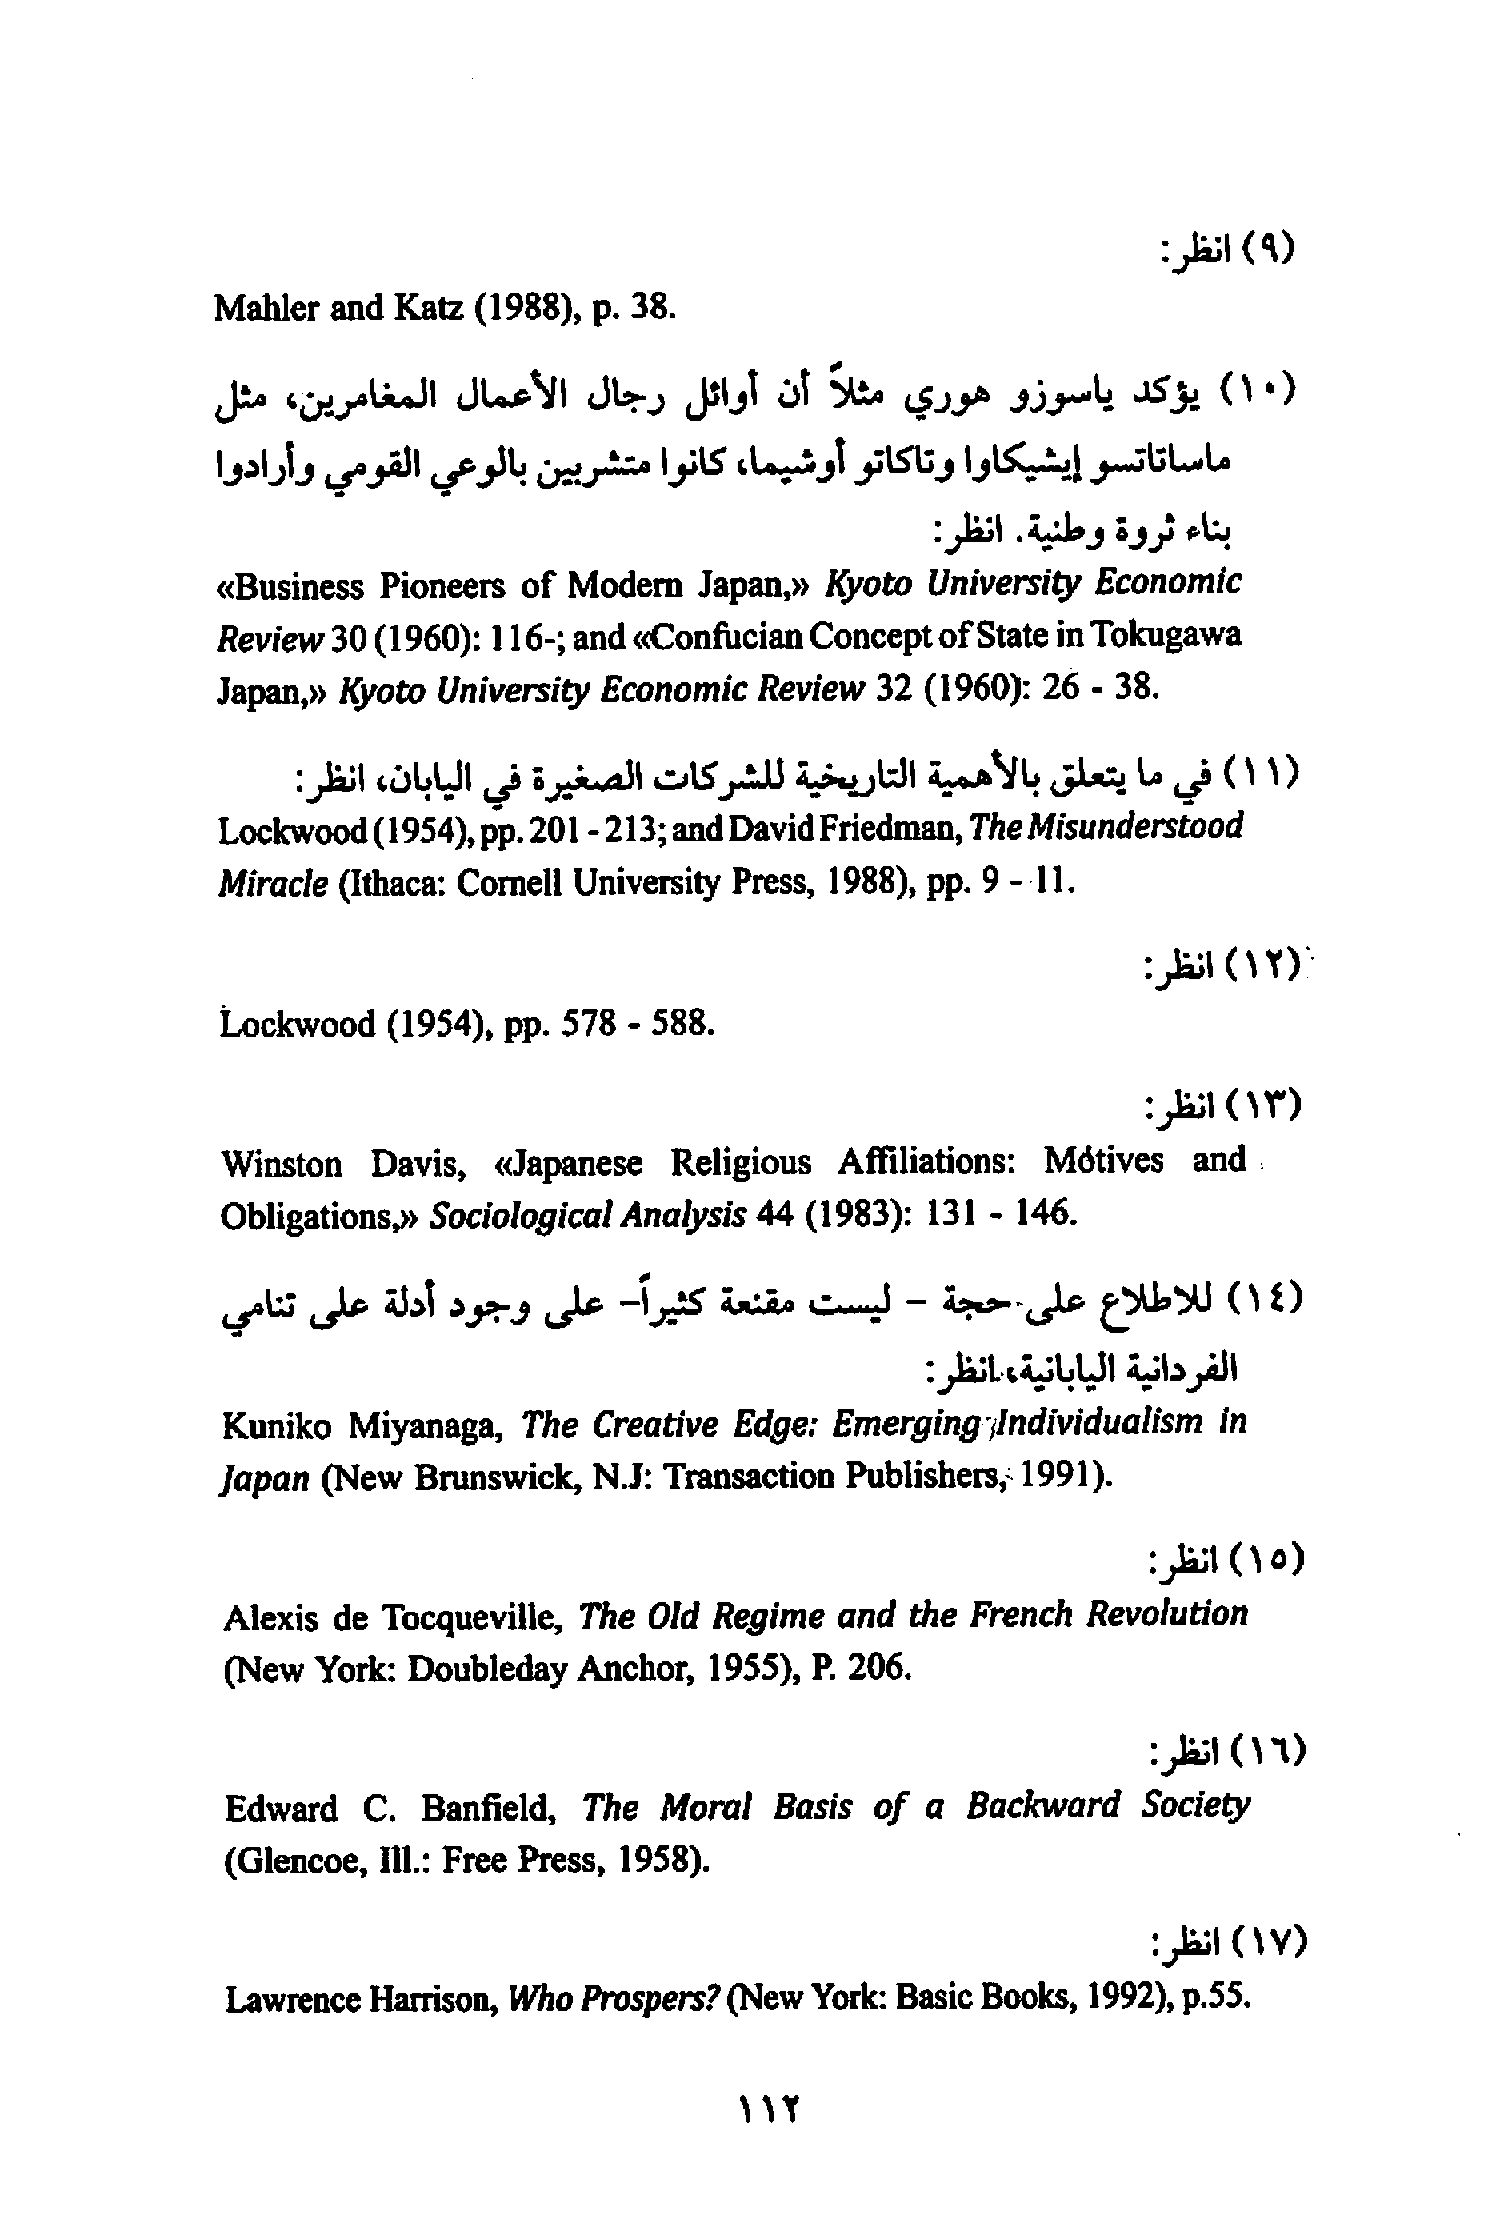 (٩) انظر:
Mahler and Katz (1988), p. 38.
(١٠) يؤكد ياسوزو هوري مثلاً أن أوائل رجال الأعمال المغامرين، مثل
ماساتاتسو إيشيكاوا وتاكاتو أوشيما، كانوا متشربين بالوعي القومي وأرادوا
بناء ثروة وطنية. انظر:
«Business Pioneers of Modern Japan,» Kyoto University Economic
Review 30 (1960): 116-; and «Confucian Concept of State in Tokugawa
Japan,» Kyoto University Economic Review 32 (1960): 26 - 38.
(١١) في ما يتعلق بالأهمية التاريخية للشركات الصغيرة في اليابان، انظر:
Lockwood (1954), pp. 201 - 213; and David Friedman, The Misunderstood
Miracle (Ithaca: Cornell University Press, 1988), pp. 9 - 11.
(١٢) انظر:
Lockwood (1954), pp. 578 - 588.
(١٣) انظر:
Winston Davis, «Japanese Religious Affiliations: Motives and
Obligations,» Sociological Analysis 44 (1983): 131 - 146.
(١٤) للاطلاع على حجة - ليست مقنعة كثيراً- على وجود أدلة على تنامي
الفردانية اليابانية، انظر:
Kuniko Miyanaga, The Creative Edge: Emerging Individualism in
Japan (New Brunswick, N.J: Transaction Publishers, 1991).
(١٥) انظر:
Alexis de Tocqueville, The Old Regime and the French Revolution
(New York: Doubleday Anchor, 1955), P. 206.
(١٦) انظر:
Edward C. Banfield, The Moral Basis of a Backward Society
(Glencoe, Ill.: Free Press, 1958).
(١٧) انظر:
Lawrence Harrison, Who Prospers? (New York: Basic Books, 1992), p.55.
١١٢